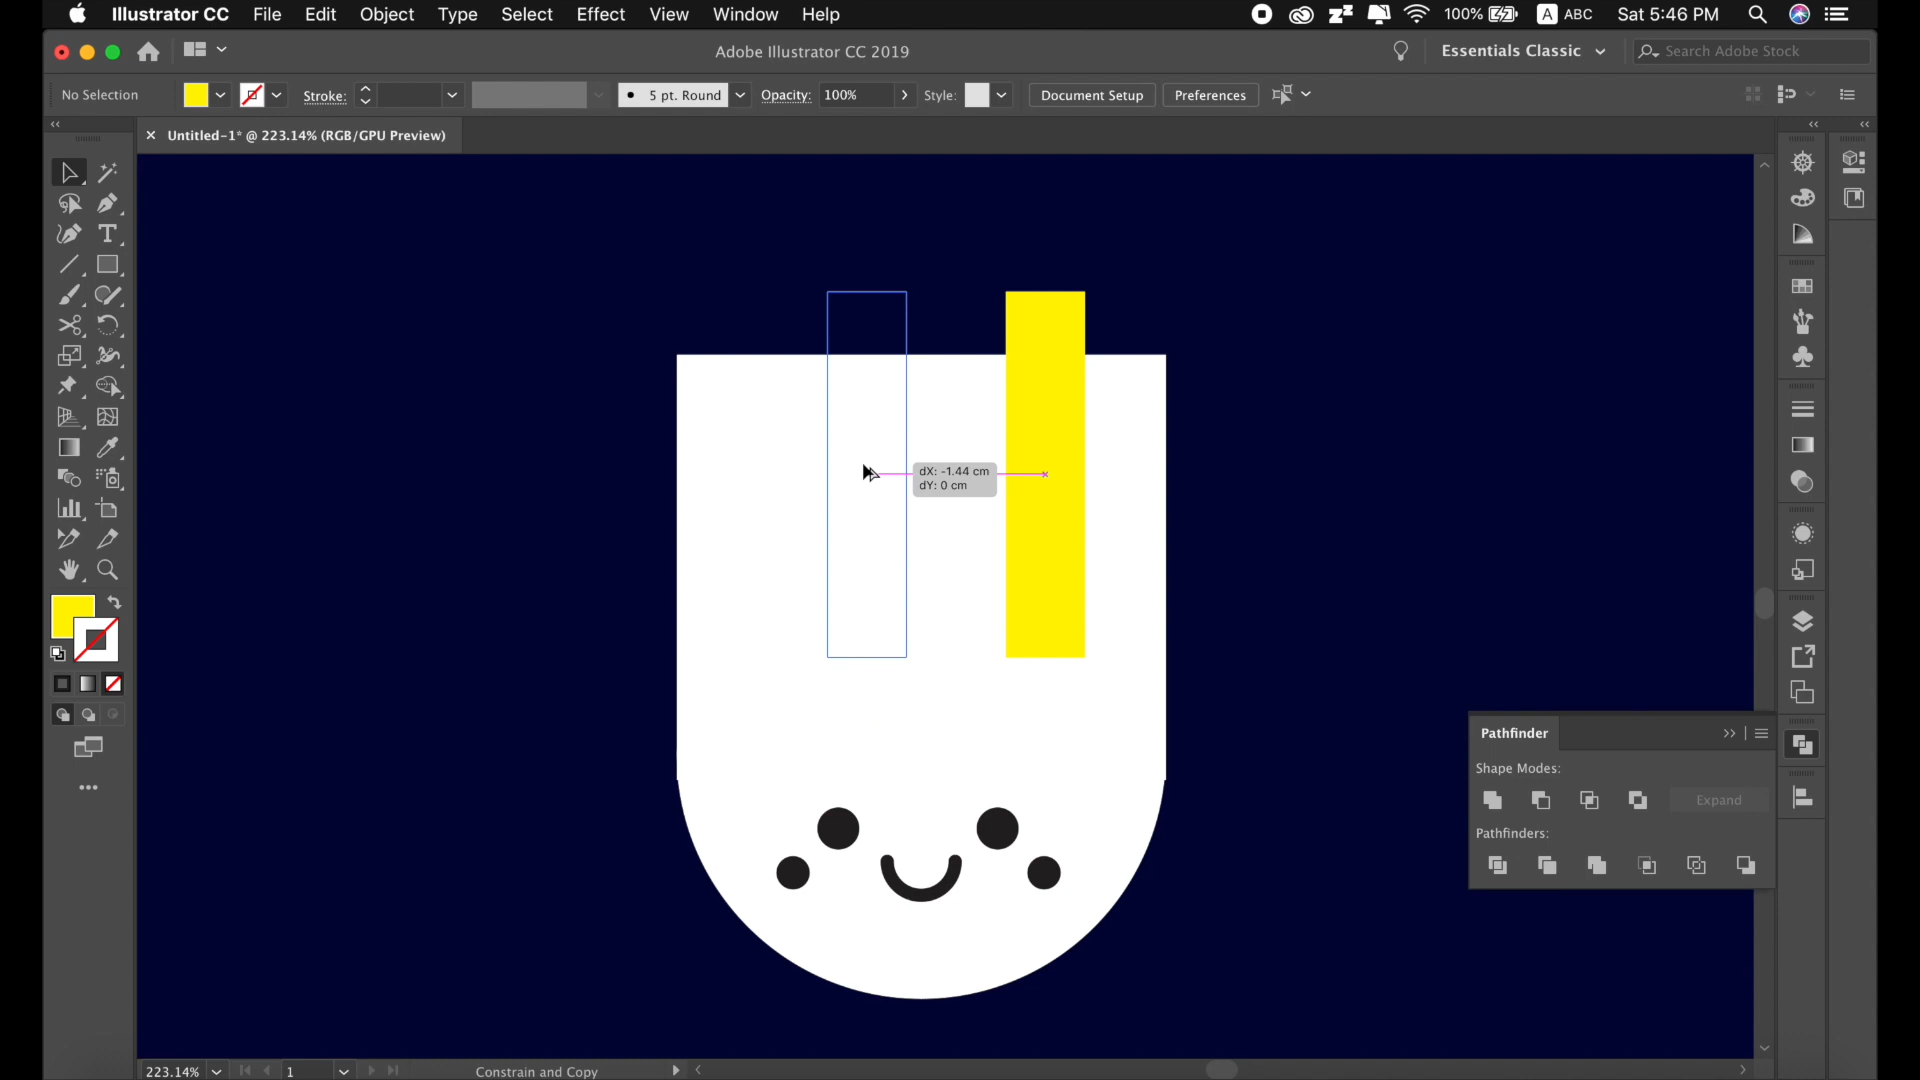 Illustrator CC File Edit Object Type Select Effect View Window Help 100% A ABC Sat 5:46 PM
Adobe Illustrator CC 2019 Essentials Classic Search Adobe Stock
No Selection Stroke: 5 pt. Round Opacity: 100% Style: Document Setup Preferences
Untitled-1* @ 223.14% (RGB/GPU Preview)
dX: -1.44 cm
dY: 0 cm
Pathfinder
Shape Modes:
Expand
Pathfinders:
223.14% 1 Constrain and Copy